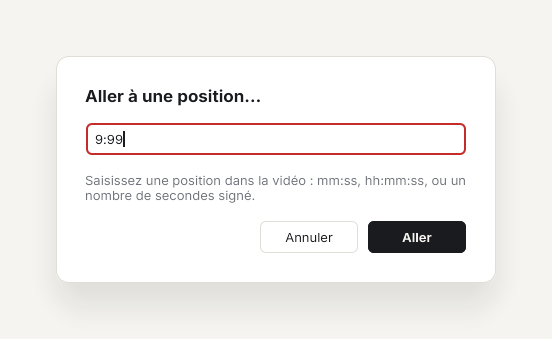 Aller à une position…
9:99
Saisissez une position dans la vidéo : mm:ss, hh:mm:ss, ou un
nombre de secondes signé.
Annuler
Aller